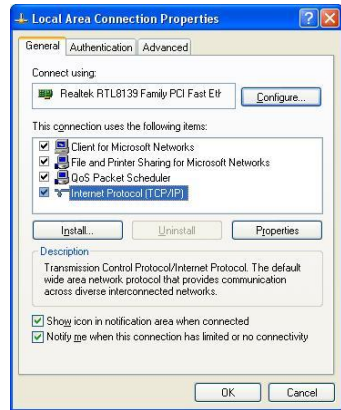 Local Area Connection Properties
General Authentication Advanced
Connect using:
Realtek RTL8139 Family PCI Fast Eth
Configure...
This connection uses the following items:
Client for Microsoft Networks
File and Printer Sharing for Microsoft Networks
QoS Packet Scheduler
Internet Protocol (TCP/IP)
Install... Uninstall Properties
Description
Transmission Control Protocol/Internet Protocol. The default
wide area network protocol that provides communication
across diverse interconnected networks.
Show icon in notification area when connected
Notify me when this connection has limited or no connectivity
OK Cancel